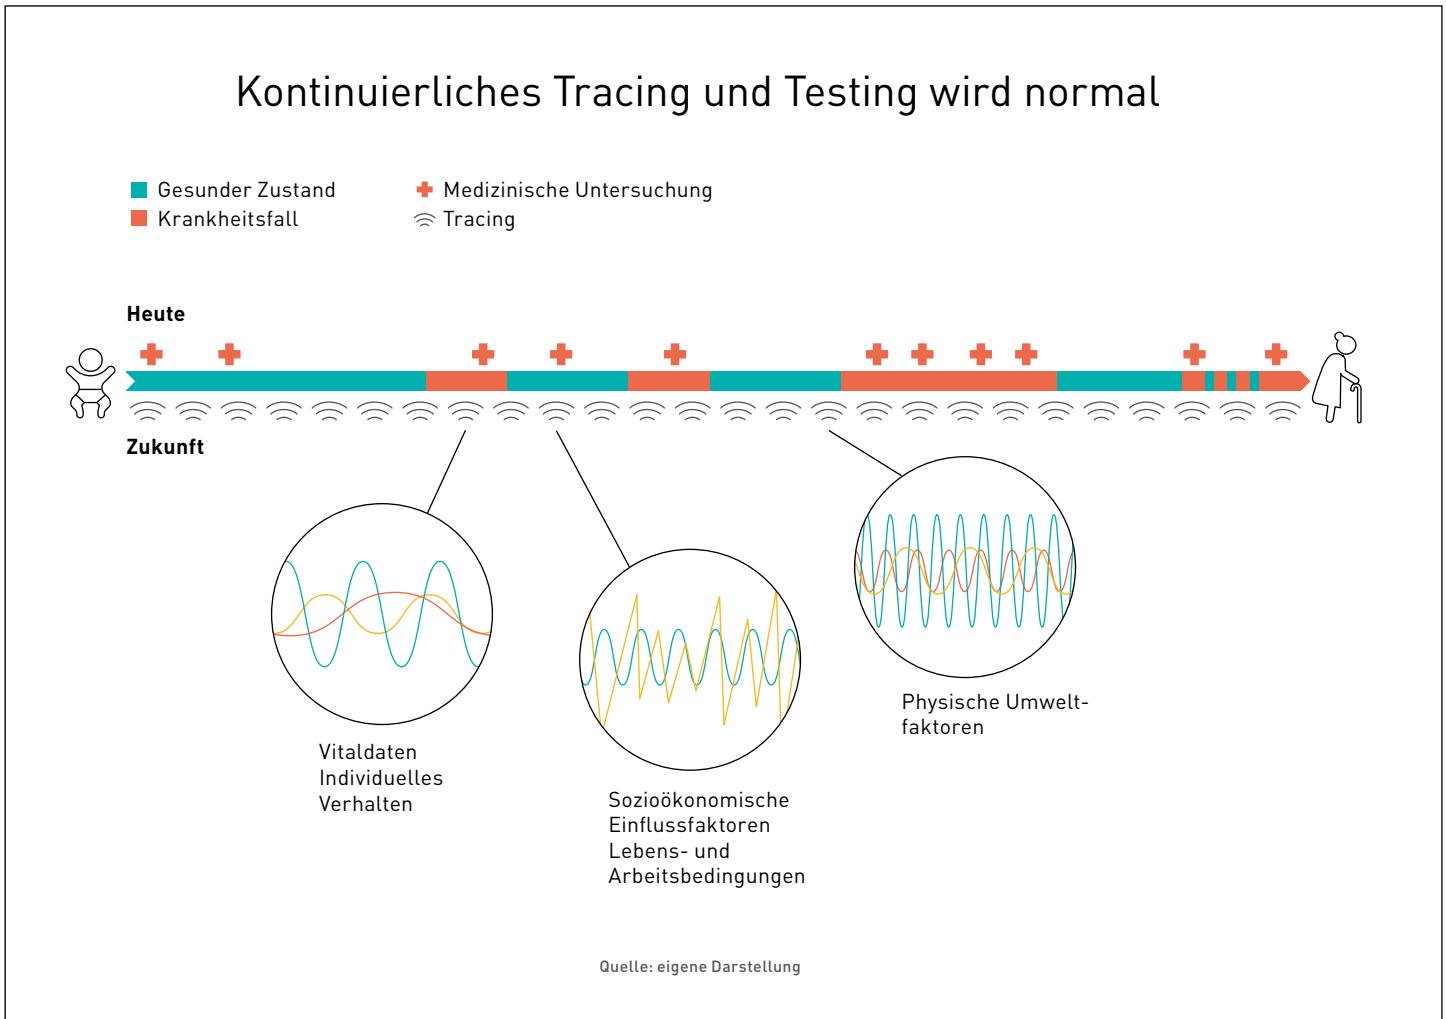 Kontinuierliches Tracing und Testing wird normal
Gesunder Zustand
Krankheitsfall
Medizinische Untersuchung
Tracing
Heute
Zukunft
Vitaldaten
Individuelles
Verhalten
Sozioökonomische
Einflussfaktoren
Lebens- und
Arbeitsbedingungen
Physische Umwelt-
faktoren
Quelle: eigene Darstellung